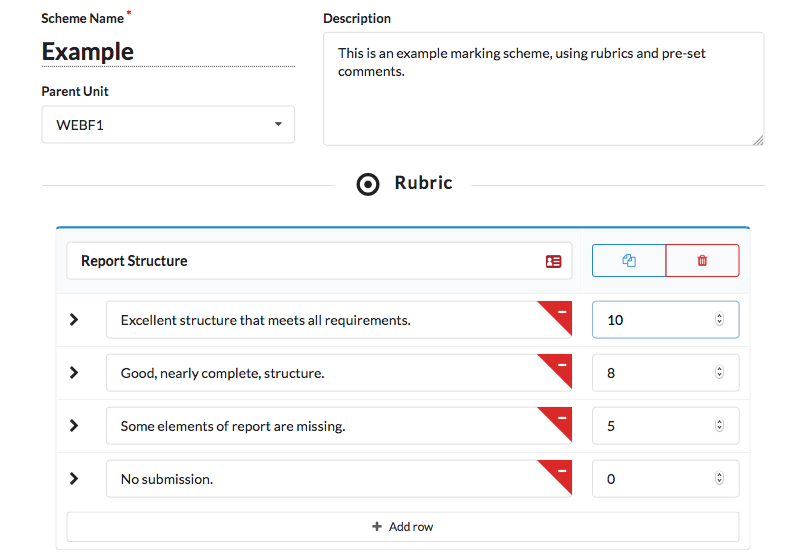 Scheme Name *
Description
Example
This is an example marking scheme, using rubrics and pre-set
comments.
Parent Unit
WEBF1
Rubric
Report Structure
Excellent structure that meets all requirements.
10
Good, nearly complete, structure.
8
Some elements of report are missing.
5
No submission.
0
Add row